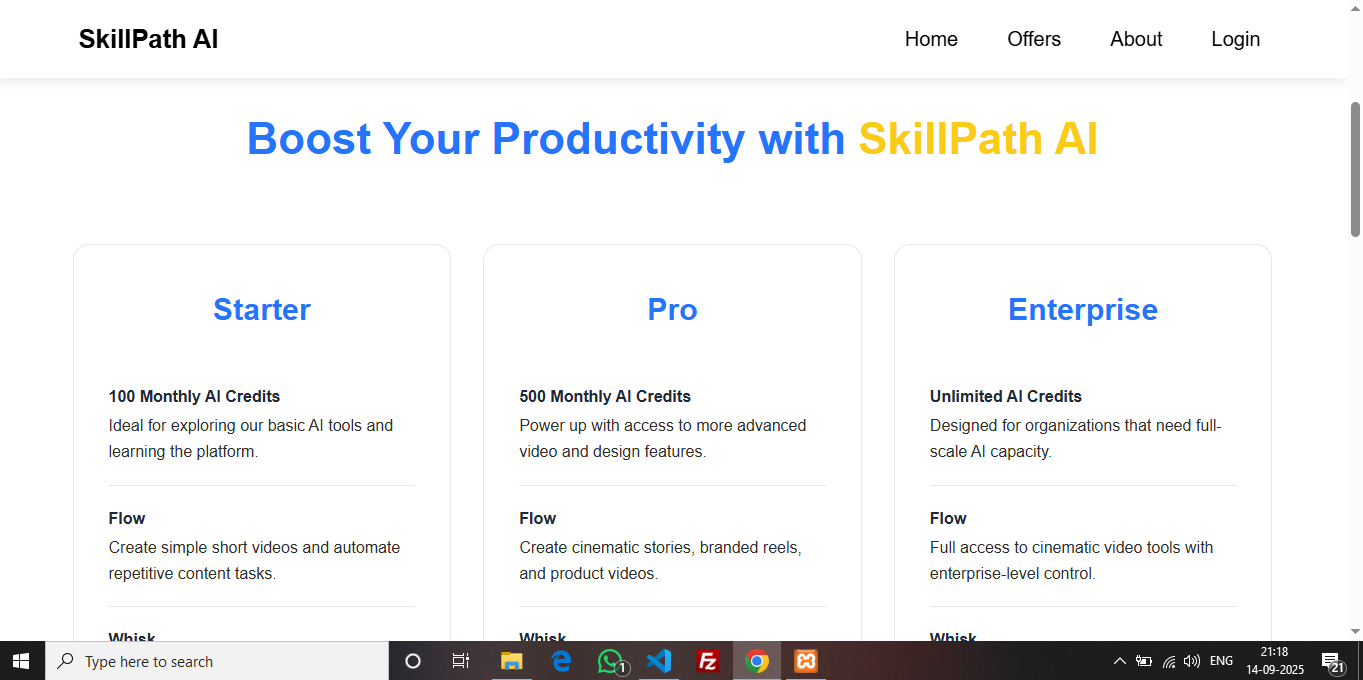 SkillPath AI
Home Offers About Login
Boost Your Productivity with SkillPath AI
Starter
100 Monthly AI Credits
Ideal for exploring our basic AI tools and
learning the platform.
Flow
Create simple short videos and automate
repetitive content tasks.
Whisk
Pro
500 Monthly AI Credits
Power up with access to more advanced
video and design features.
Flow
Create cinematic stories, branded reels,
and product videos.
Whisk
Enterprise
Unlimited AI Credits
Designed for organizations that need full-
scale AI capacity.
Flow
Full access to cinematic video tools with
enterprise-level control.
Whisk
Type here to search
1
Fz
ENG
21:18
14-09-2025
21